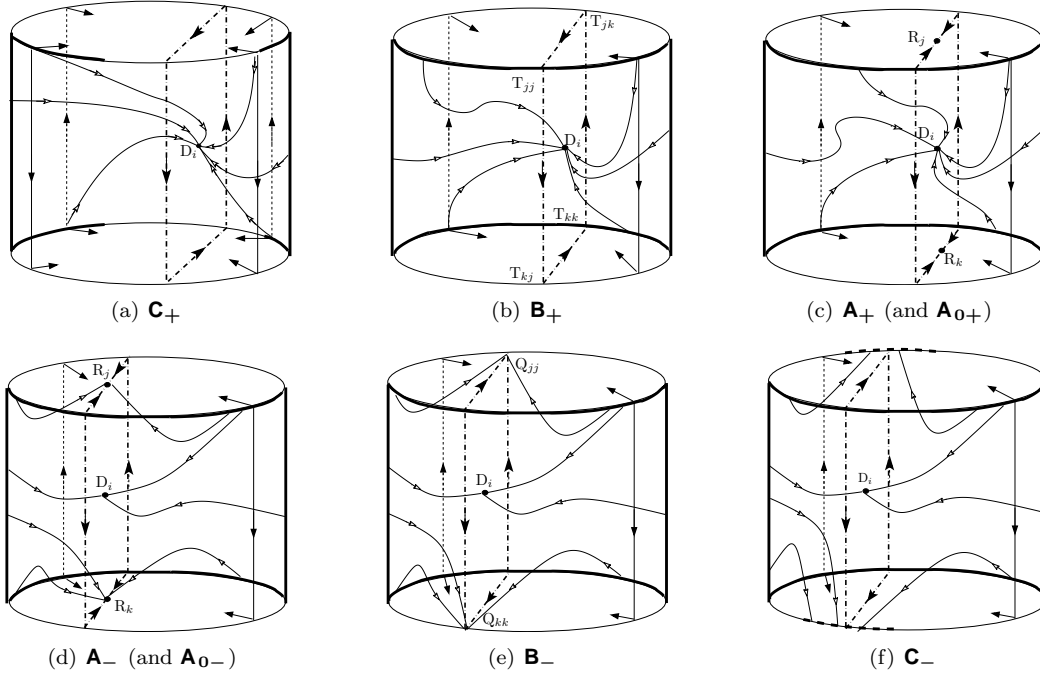 D_i
(a) C_+
T_jk
T_jj
D_i
T_kk
T_kj
(b) B_+
R_j
D_i
R_k
(c) A_+ (and A_0+)
R_j
D_i
R_k
(d) A_− (and A_0−)
Q_jj
D_i
Q_kk
(e) B_−
D_i
(f) C_−